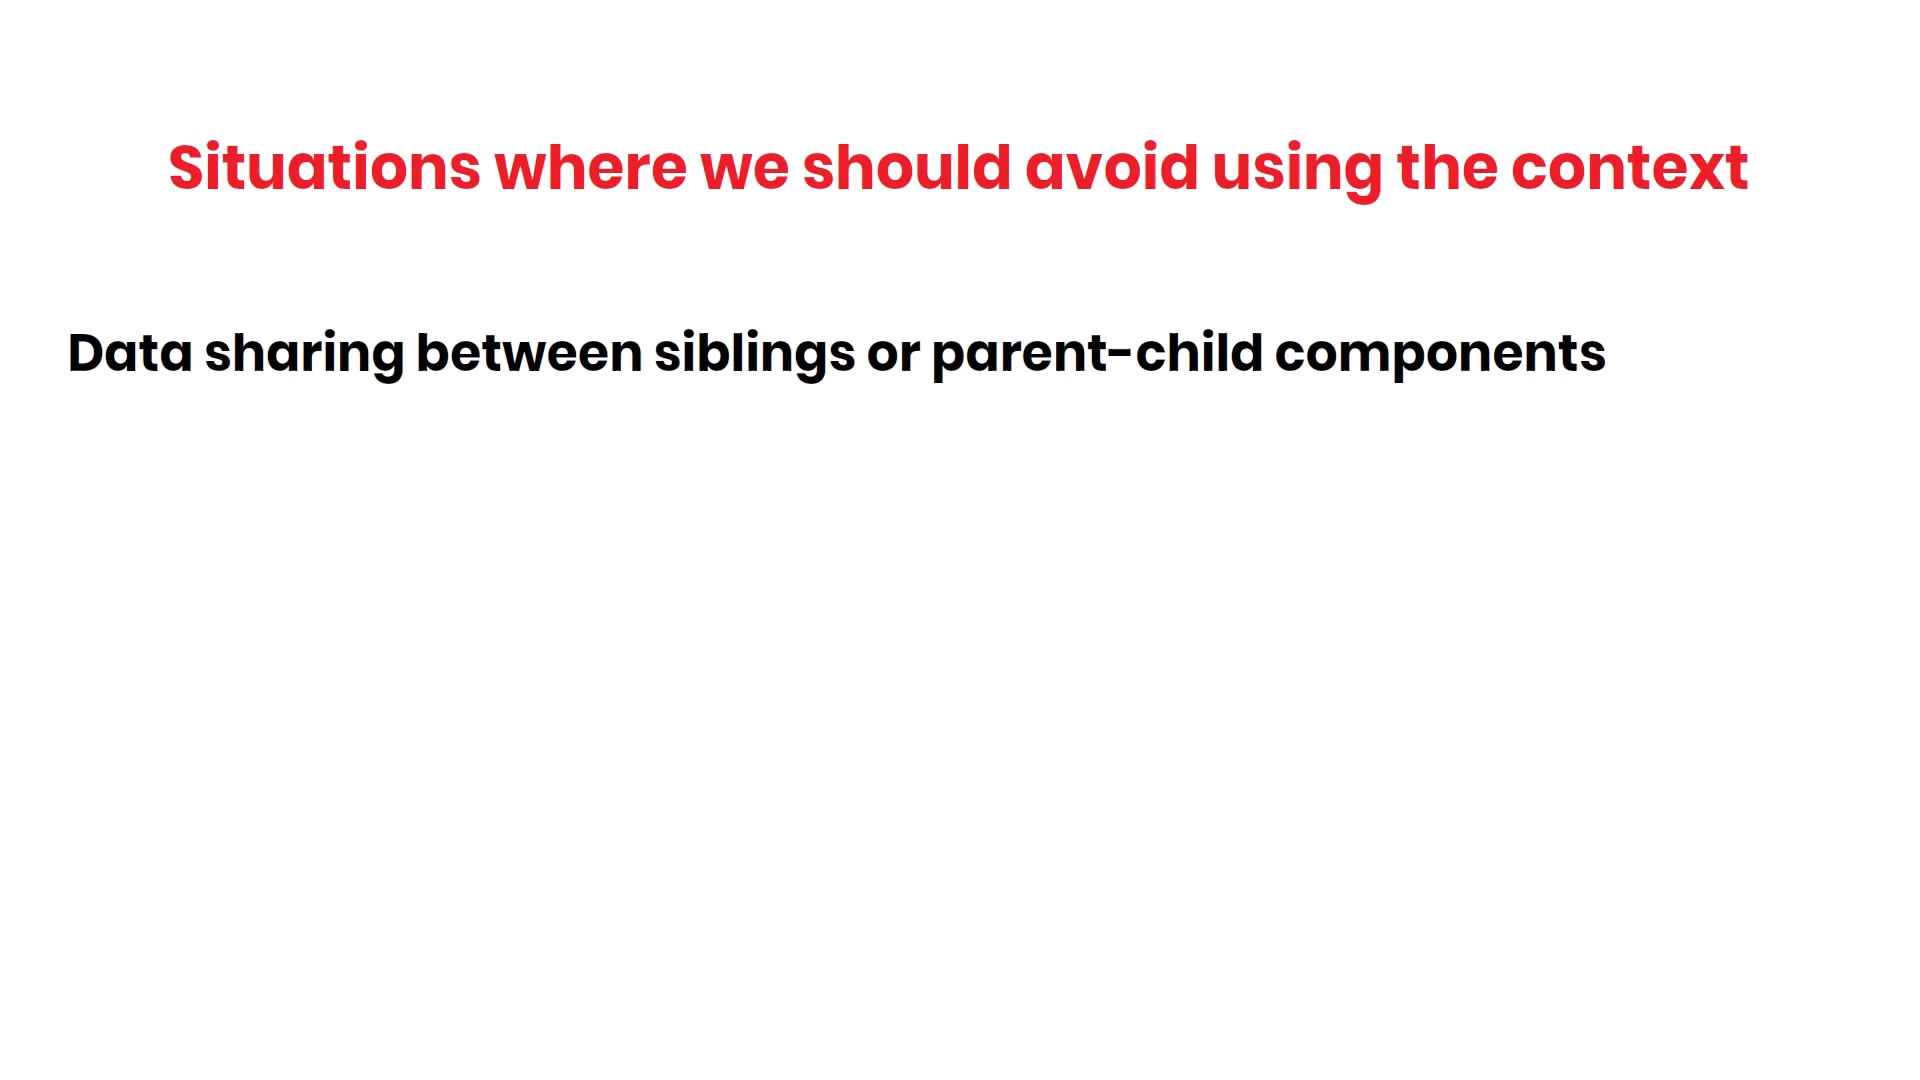 Situations where we should avoid using the context
Data sharing between siblings or parent-child components